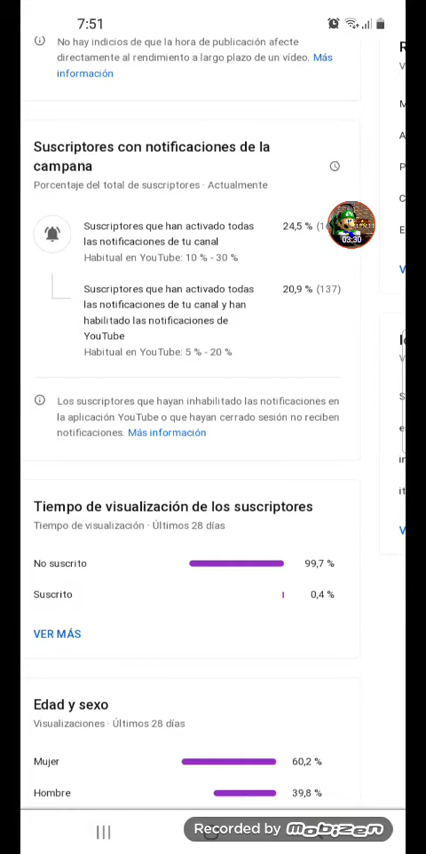 7:51
No hay indicios de que la hora de publicación afecte
directamente al rendimiento a largo plazo de un vídeo. Más
información
Suscriptores con notificaciones de la
campana
Porcentaje del total de suscriptores · Actualmente
Suscriptores que han activado todas 24,5 %
las notificaciones de tu canal
Habitual en YouTube: 10 % - 30 %
03:30
Suscriptores que han activado todas 20,9 % (137)
las notificaciones de tu canal y han
habilitado las notificaciones de
YouTube
Habitual en YouTube: 5 % - 20 %
Los suscriptores que hayan inhabilitado las notificaciones en
la aplicación YouTube o que hayan cerrado sesión no reciben
notificaciones. Más información
Tiempo de visualización de los suscriptores
Tiempo de visualización · Últimos 28 días
No suscrito 99,7 %
Suscrito 0,4 %
VER MÁS
Edad y sexo
Visualizaciones · Últimos 28 días
Mujer 60,2 %
Hombre 39,8 %
Recorded by mobizen